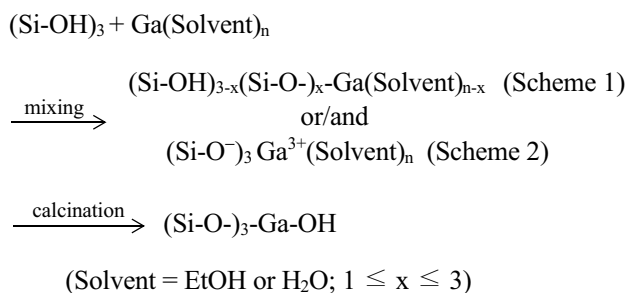 (Si-OH)₃ + Ga(Solvent)ₙ
(Si-OH)₃₋ₓ(Si-O-)ₓ-Ga(Solvent)ₙ₋ₓ (Scheme 1)
mixing
or/and
(Si-O⁻)₃ Ga³⁺(Solvent)ₙ (Scheme 2)
calcination (Si-O-)₃-Ga-OH
(Solvent = EtOH or H₂O; 1 ≤ x ≤ 3)